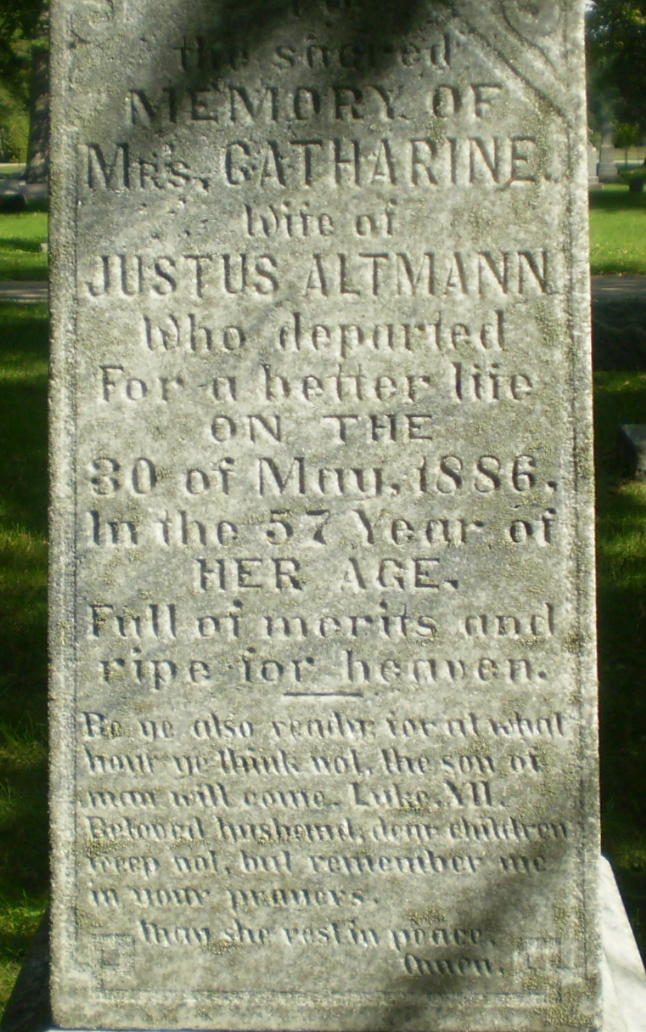 the sacred
MEMORY OF
MRS. CATHARINE.
Wife of
JUSTUS ALTMANN
Who departed
For a better life
ON THE
30 of May, 1886.
In the 57 Year of
HER AGE.
Full of merits and
ripe for heaven.
Be ye also ready: for at what
hour ye think not, the son of
man will come. Luke. XII.
Beloved husband, dear children
weep not, but remember me
in your prayers.
May she rest in peace.
Amen.